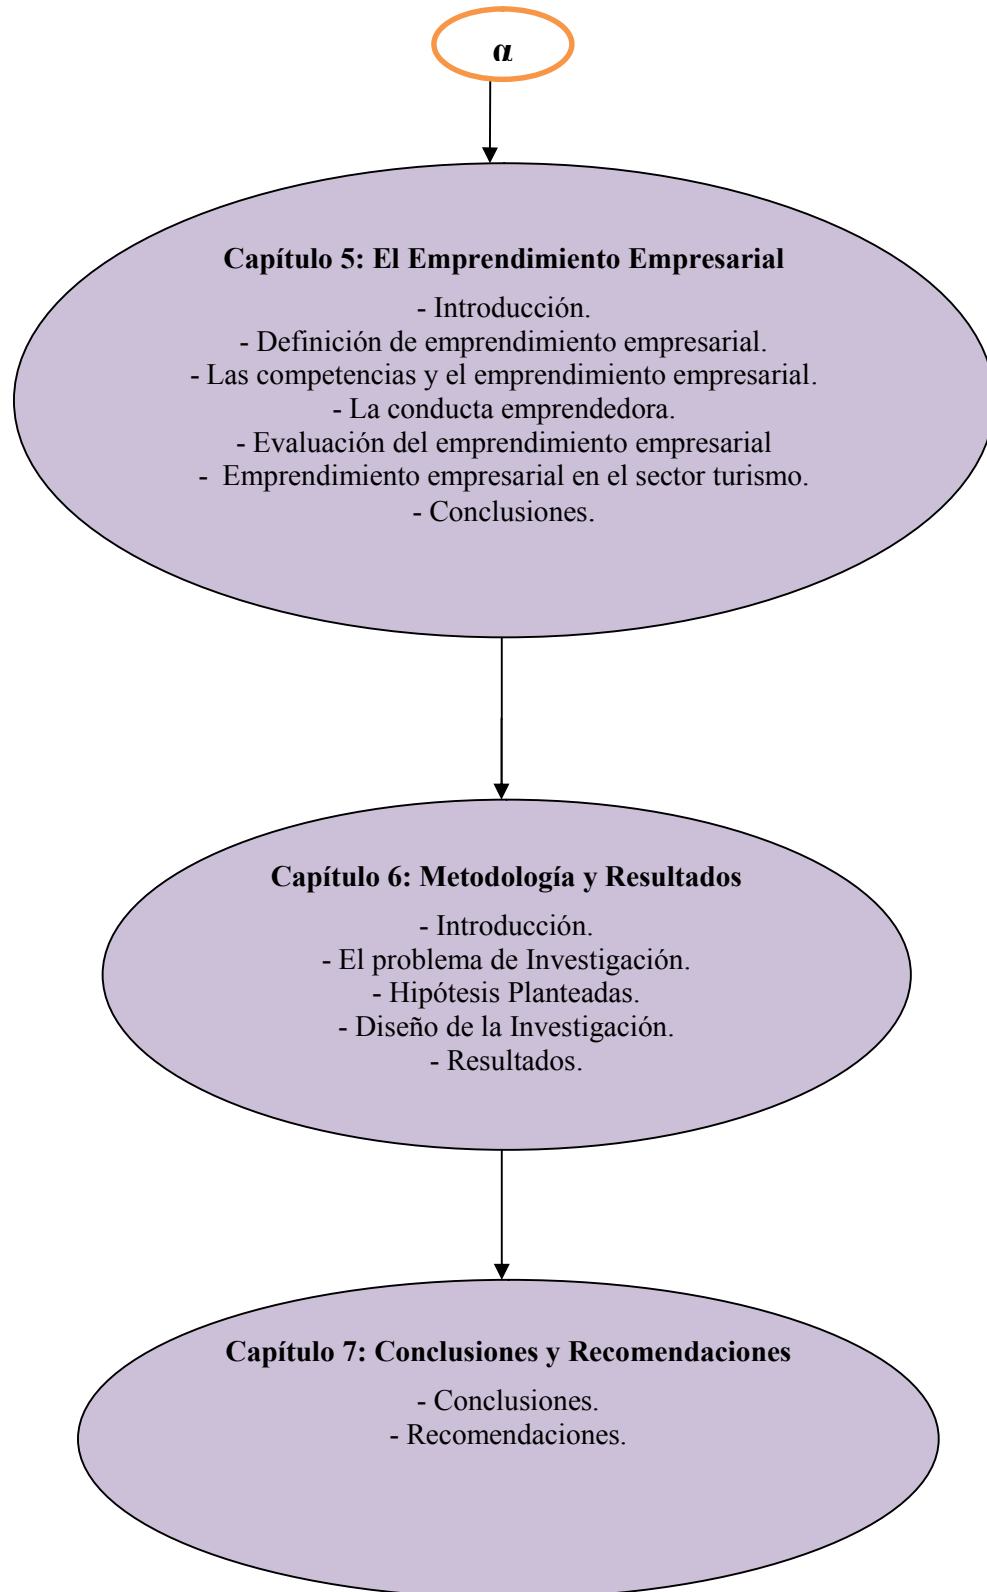 α
Capítulo 5: El Emprendimiento Empresarial
- Introducción.
- Definición de emprendimiento empresarial.
- Las competencias y el emprendimiento empresarial.
- La conducta emprendedora.
- Evaluación del emprendimiento empresarial
- Emprendimiento empresarial en el sector turismo.
- Conclusiones.
Capítulo 6: Metodología y Resultados
- Introducción.
- El problema de Investigación.
- Hipótesis Planteadas.
- Diseño de la Investigación.
- Resultados.
Capítulo 7: Conclusiones y Recomendaciones
- Conclusiones.
- Recomendaciones.